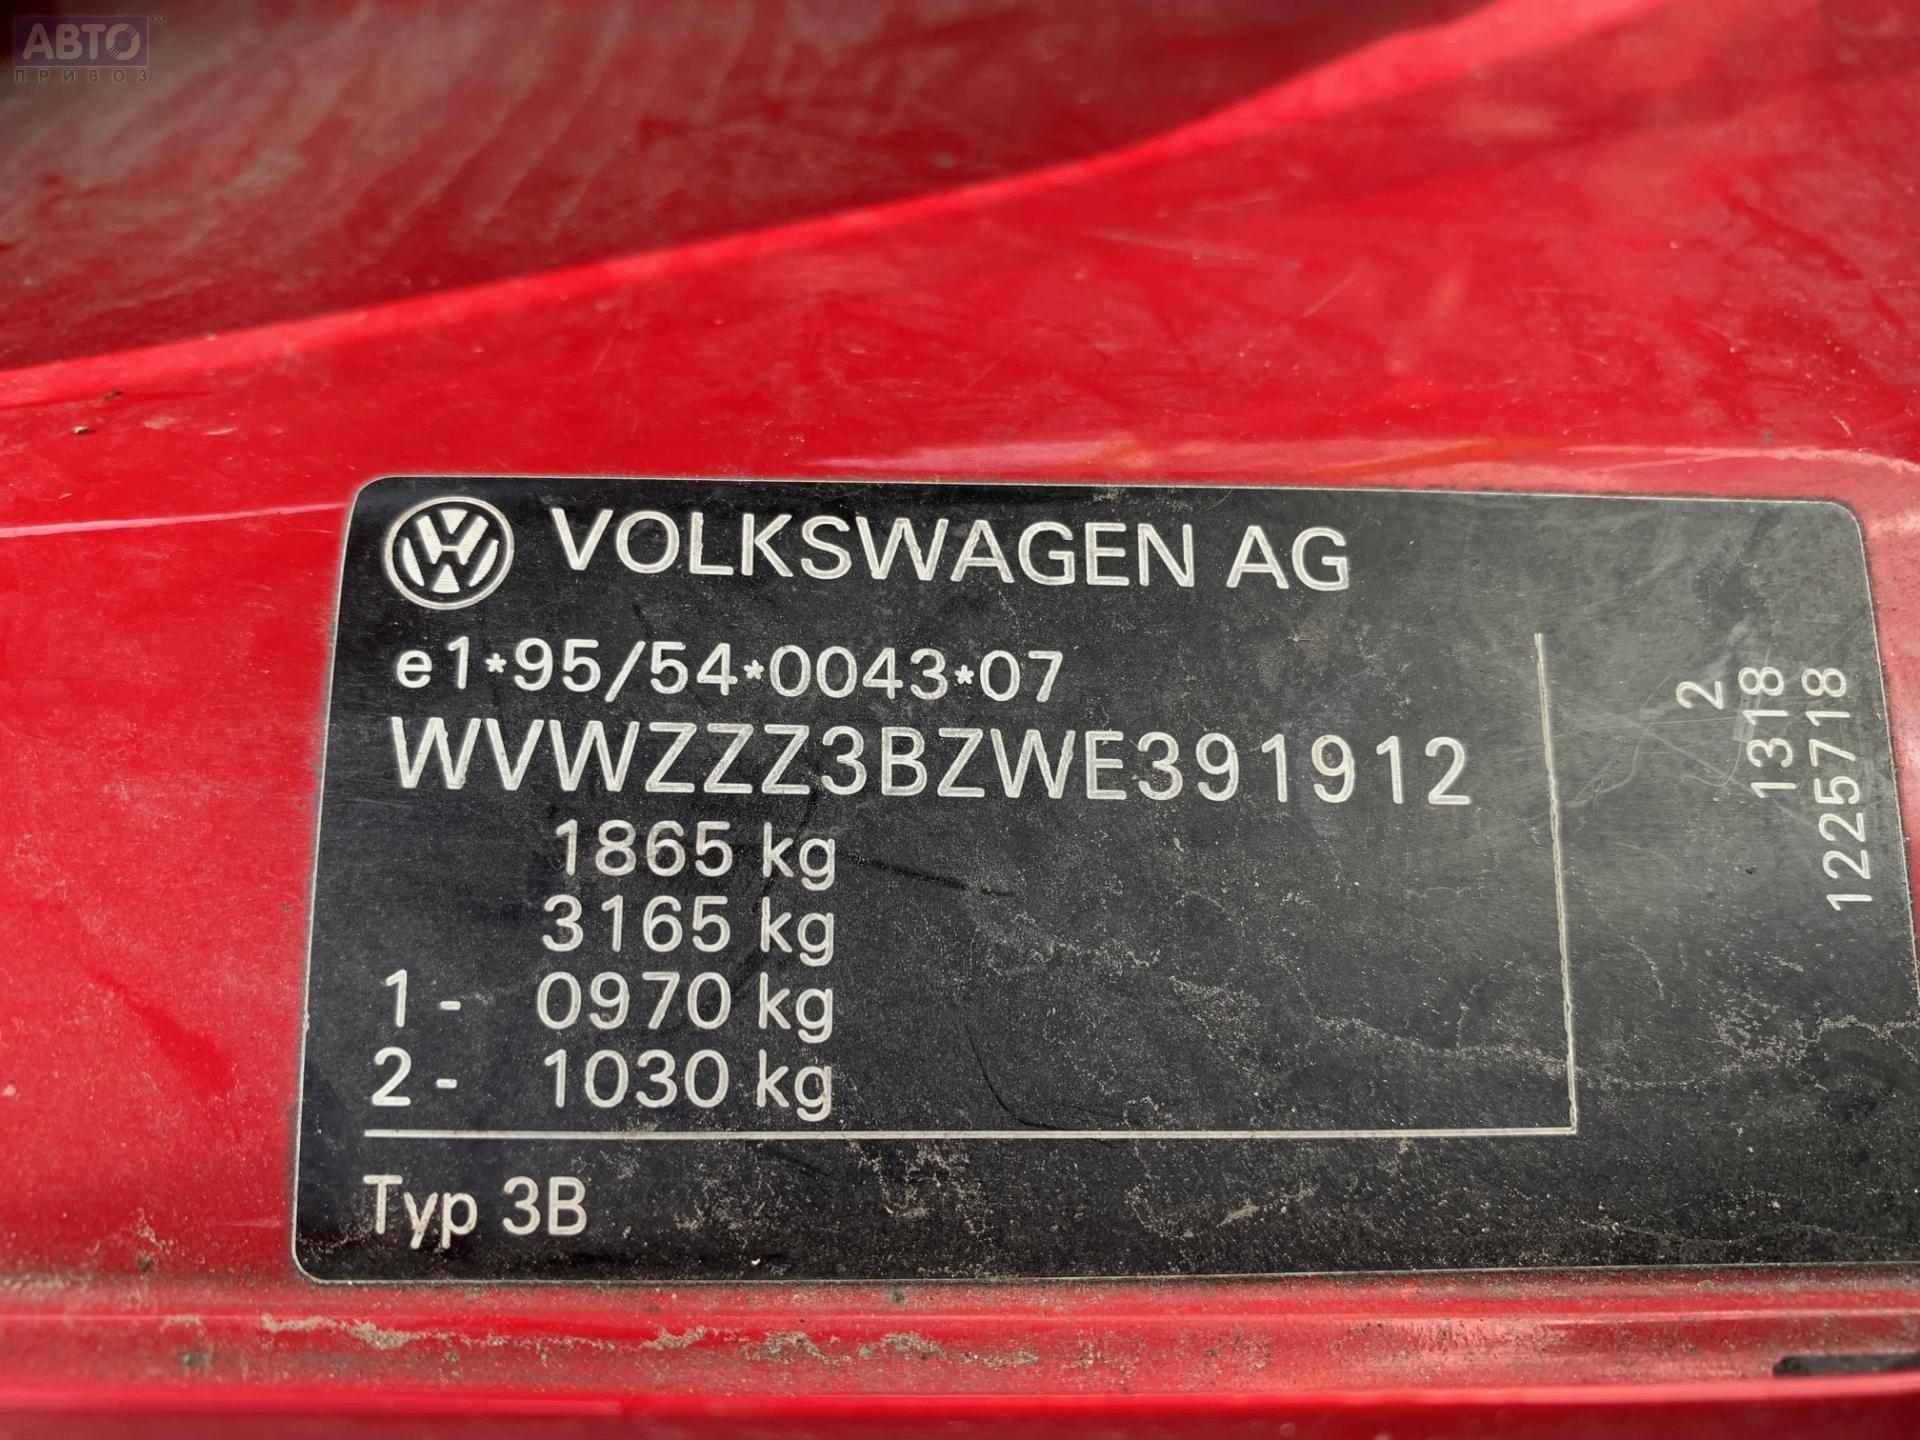 АВТО™
ПРИВОЗ
VOLKSWAGEN AG
e1*95/54*0043*07
WVWZZZ3BZWE391912
1865 kg
3165 kg
1- 0970 kg
2- 1030 kg
Typ 3B
2
1318
1225718